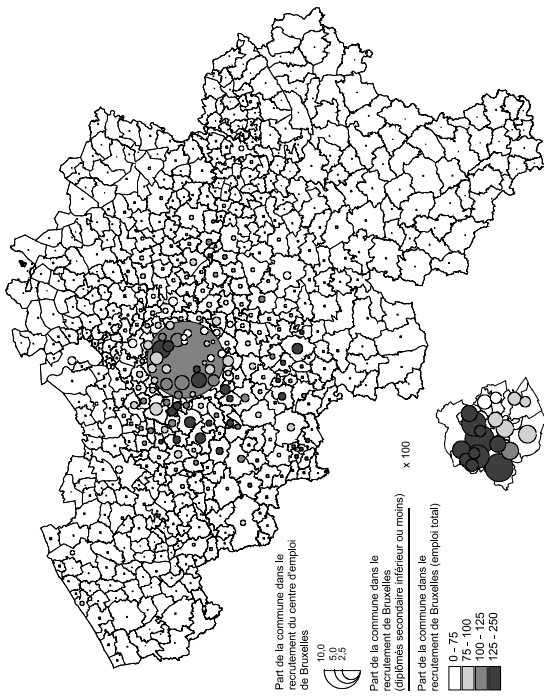 Part de la commune dans le
recrutement du centre d'emploi
de Bruxelles
10,0
5,0
2,5
Part de la commune dans le
recrutement de Bruxelles
(diplômés secondaire inférieur ou moins)
x 100
Part de la commune dans le
recrutement de Bruxelles (emploi total)
0 - 75
75 - 100
100 - 125
125 - 250